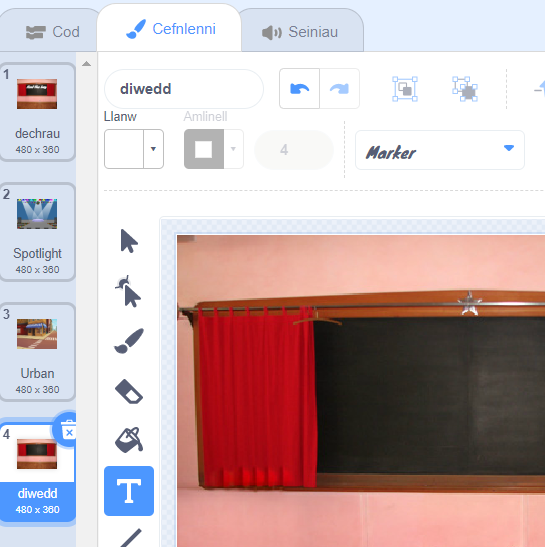 Cod
Cefnlenni
Seiniau
1
dechrau
480 x 360
2
Spotlight
480 x 360
3
Urban
480 x 360
4
diwedd
480 x 360
diwedd
Llanw
Amlinell
4
Marker
T